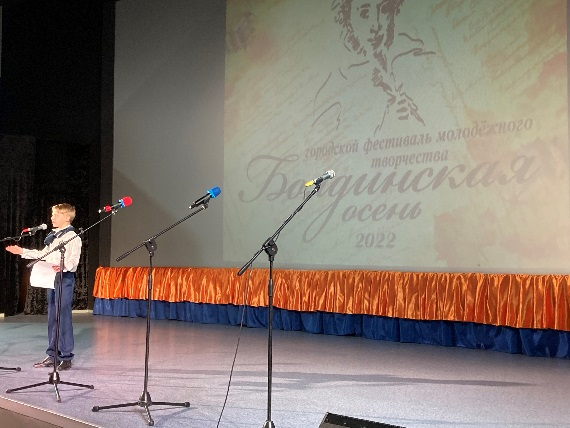 городской фестиваль молодёжного
творчества
Болдинская
осень
2022